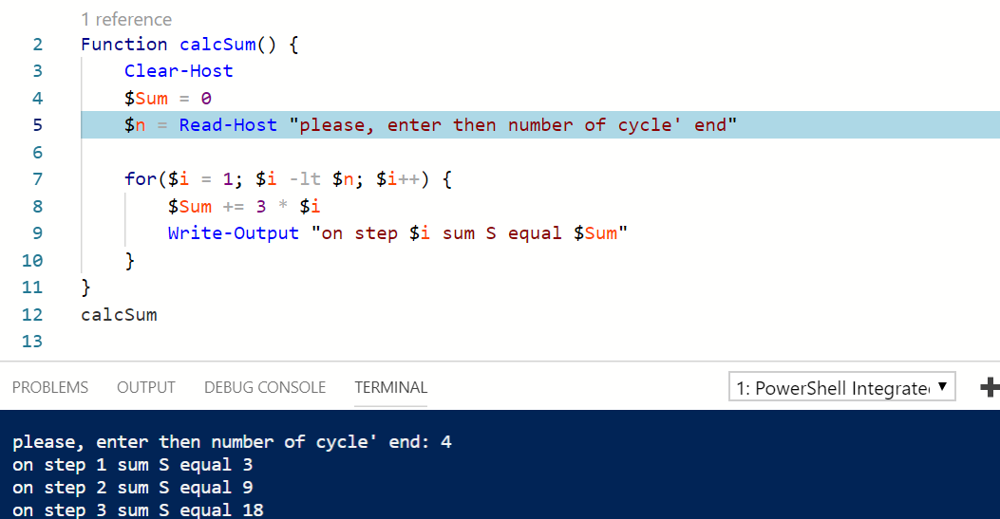 1 reference
2 Function calcSum() {
3 Clear-Host
4 $Sum = 0
5 $n = Read-Host "please, enter then number of cycle' end"
6
7 for($i = 1; $i -lt $n; $i++) {
8 $Sum += 3 * $i
9 Write-Output "on step $i sum S equal $Sum"
10 }
11 }
12 calcSum
13
PROBLEMS OUTPUT DEBUG CONSOLE TERMINAL 1: PowerShell Integrate
please, enter then number of cycle' end: 4
on step 1 sum S equal 3
on step 2 sum S equal 9
on step 3 sum S equal 18